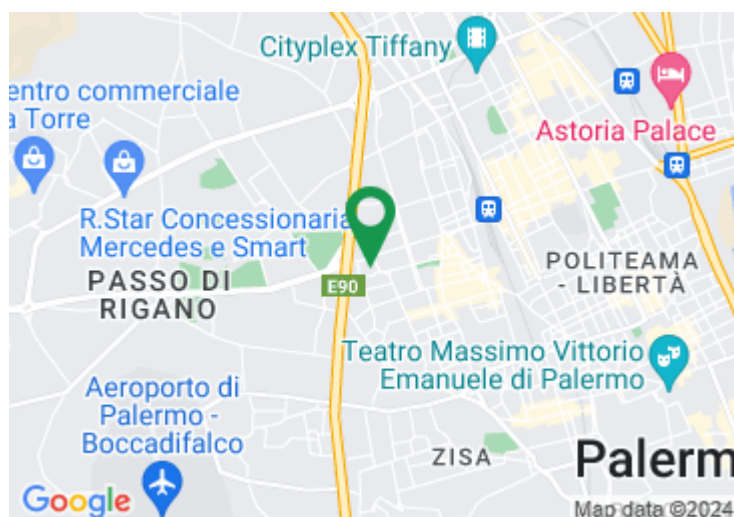 Cityplex Tiffany
entro commerciale
a Torre
Astoria Palace
R.Star Concessionaria
Mercedes e Smart
PASSO DI
RIGANO
E90
POLITEAMA
- LIBERTÀ
Teatro Massimo Vittorio
Emanuele di Palermo
Aeroporto di
Palermo -
Boccadifalco
ZISA
Palerm
Google
Map data ©2024